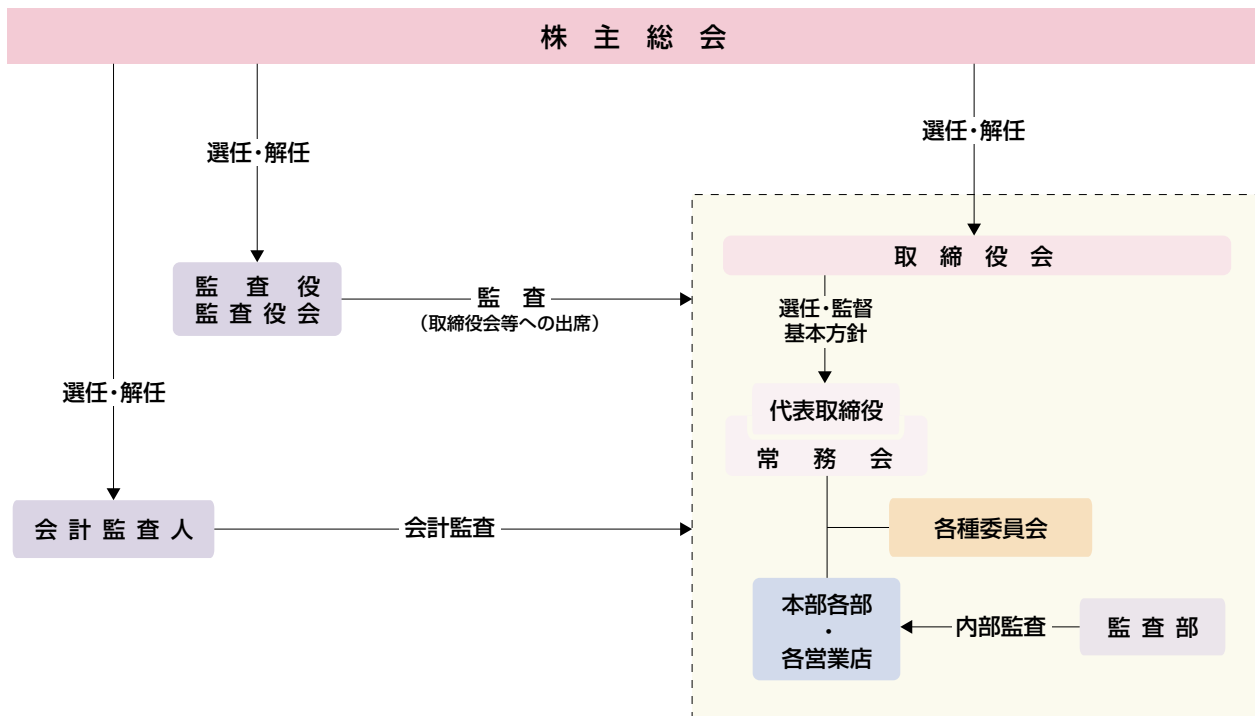 株主総会
選任・解任
選任・解任
選任・解任
取締役会
監査役
監査役会
監査
（取締役会等への出席）
選任・監督
基本方針
選任・解任
代表取締役
常務会
会計監査人
会計監査
各種委員会
本部各部
・
各営業店
内部監査
監査部